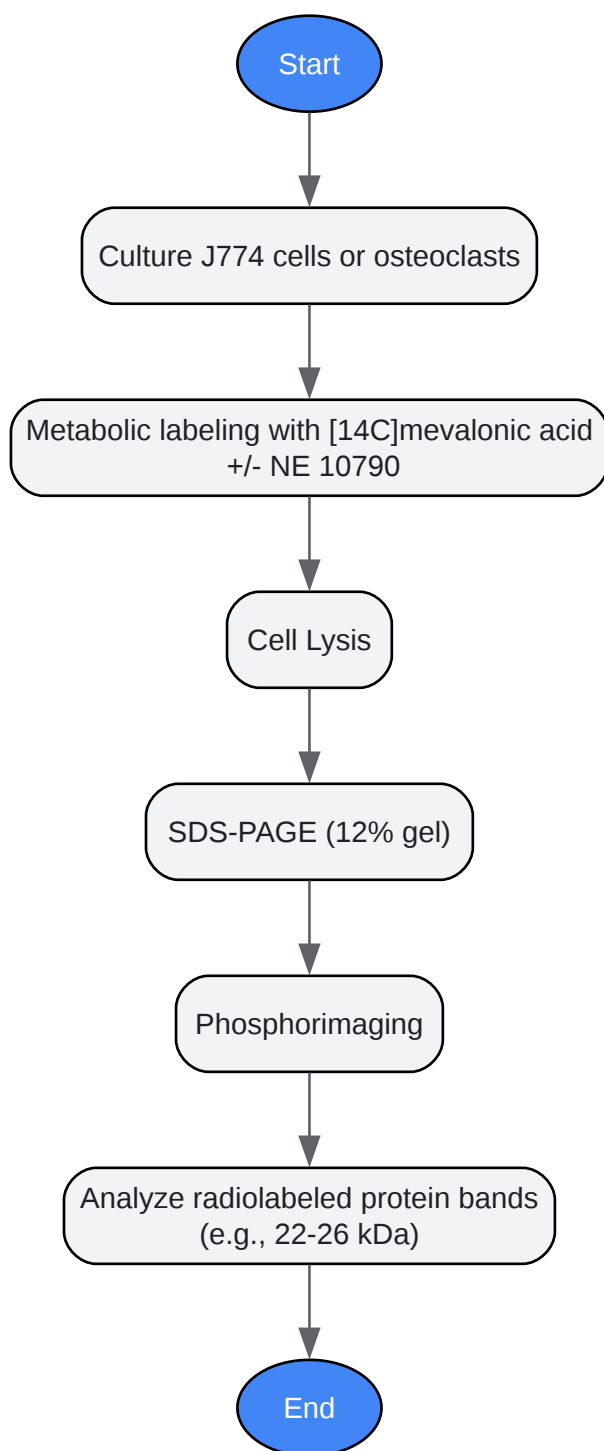 Start
Culture J774 cells or osteoclasts
Metabolic labeling with [14C]mevalonic acid
+/- NE 10790
Cell Lysis
SDS-PAGE (12% gel)
Phosphorimaging
Analyze radiolabeled protein bands
(e.g., 22-26 kDa)
End